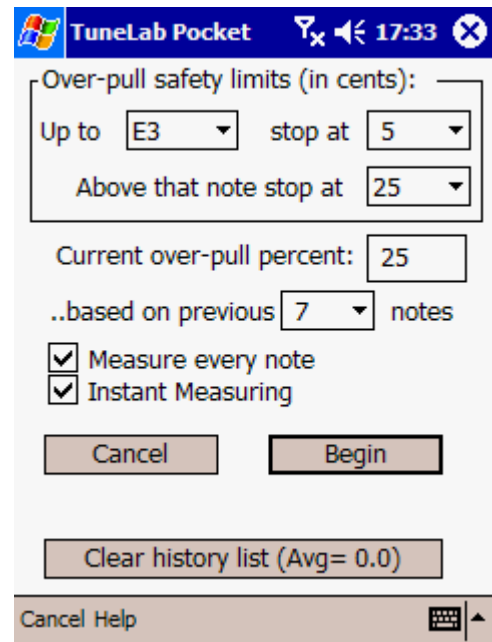 TuneLab Pocket 17:33
Over-pull safety limits (in cents):
Up to E3 stop at 5
Above that note stop at 25
Current over-pull percent: 25
..based on previous 7 notes
Measure every note
Instant Measuring
Cancel Begin
Clear history list (Avg= 0.0)
Cancel Help